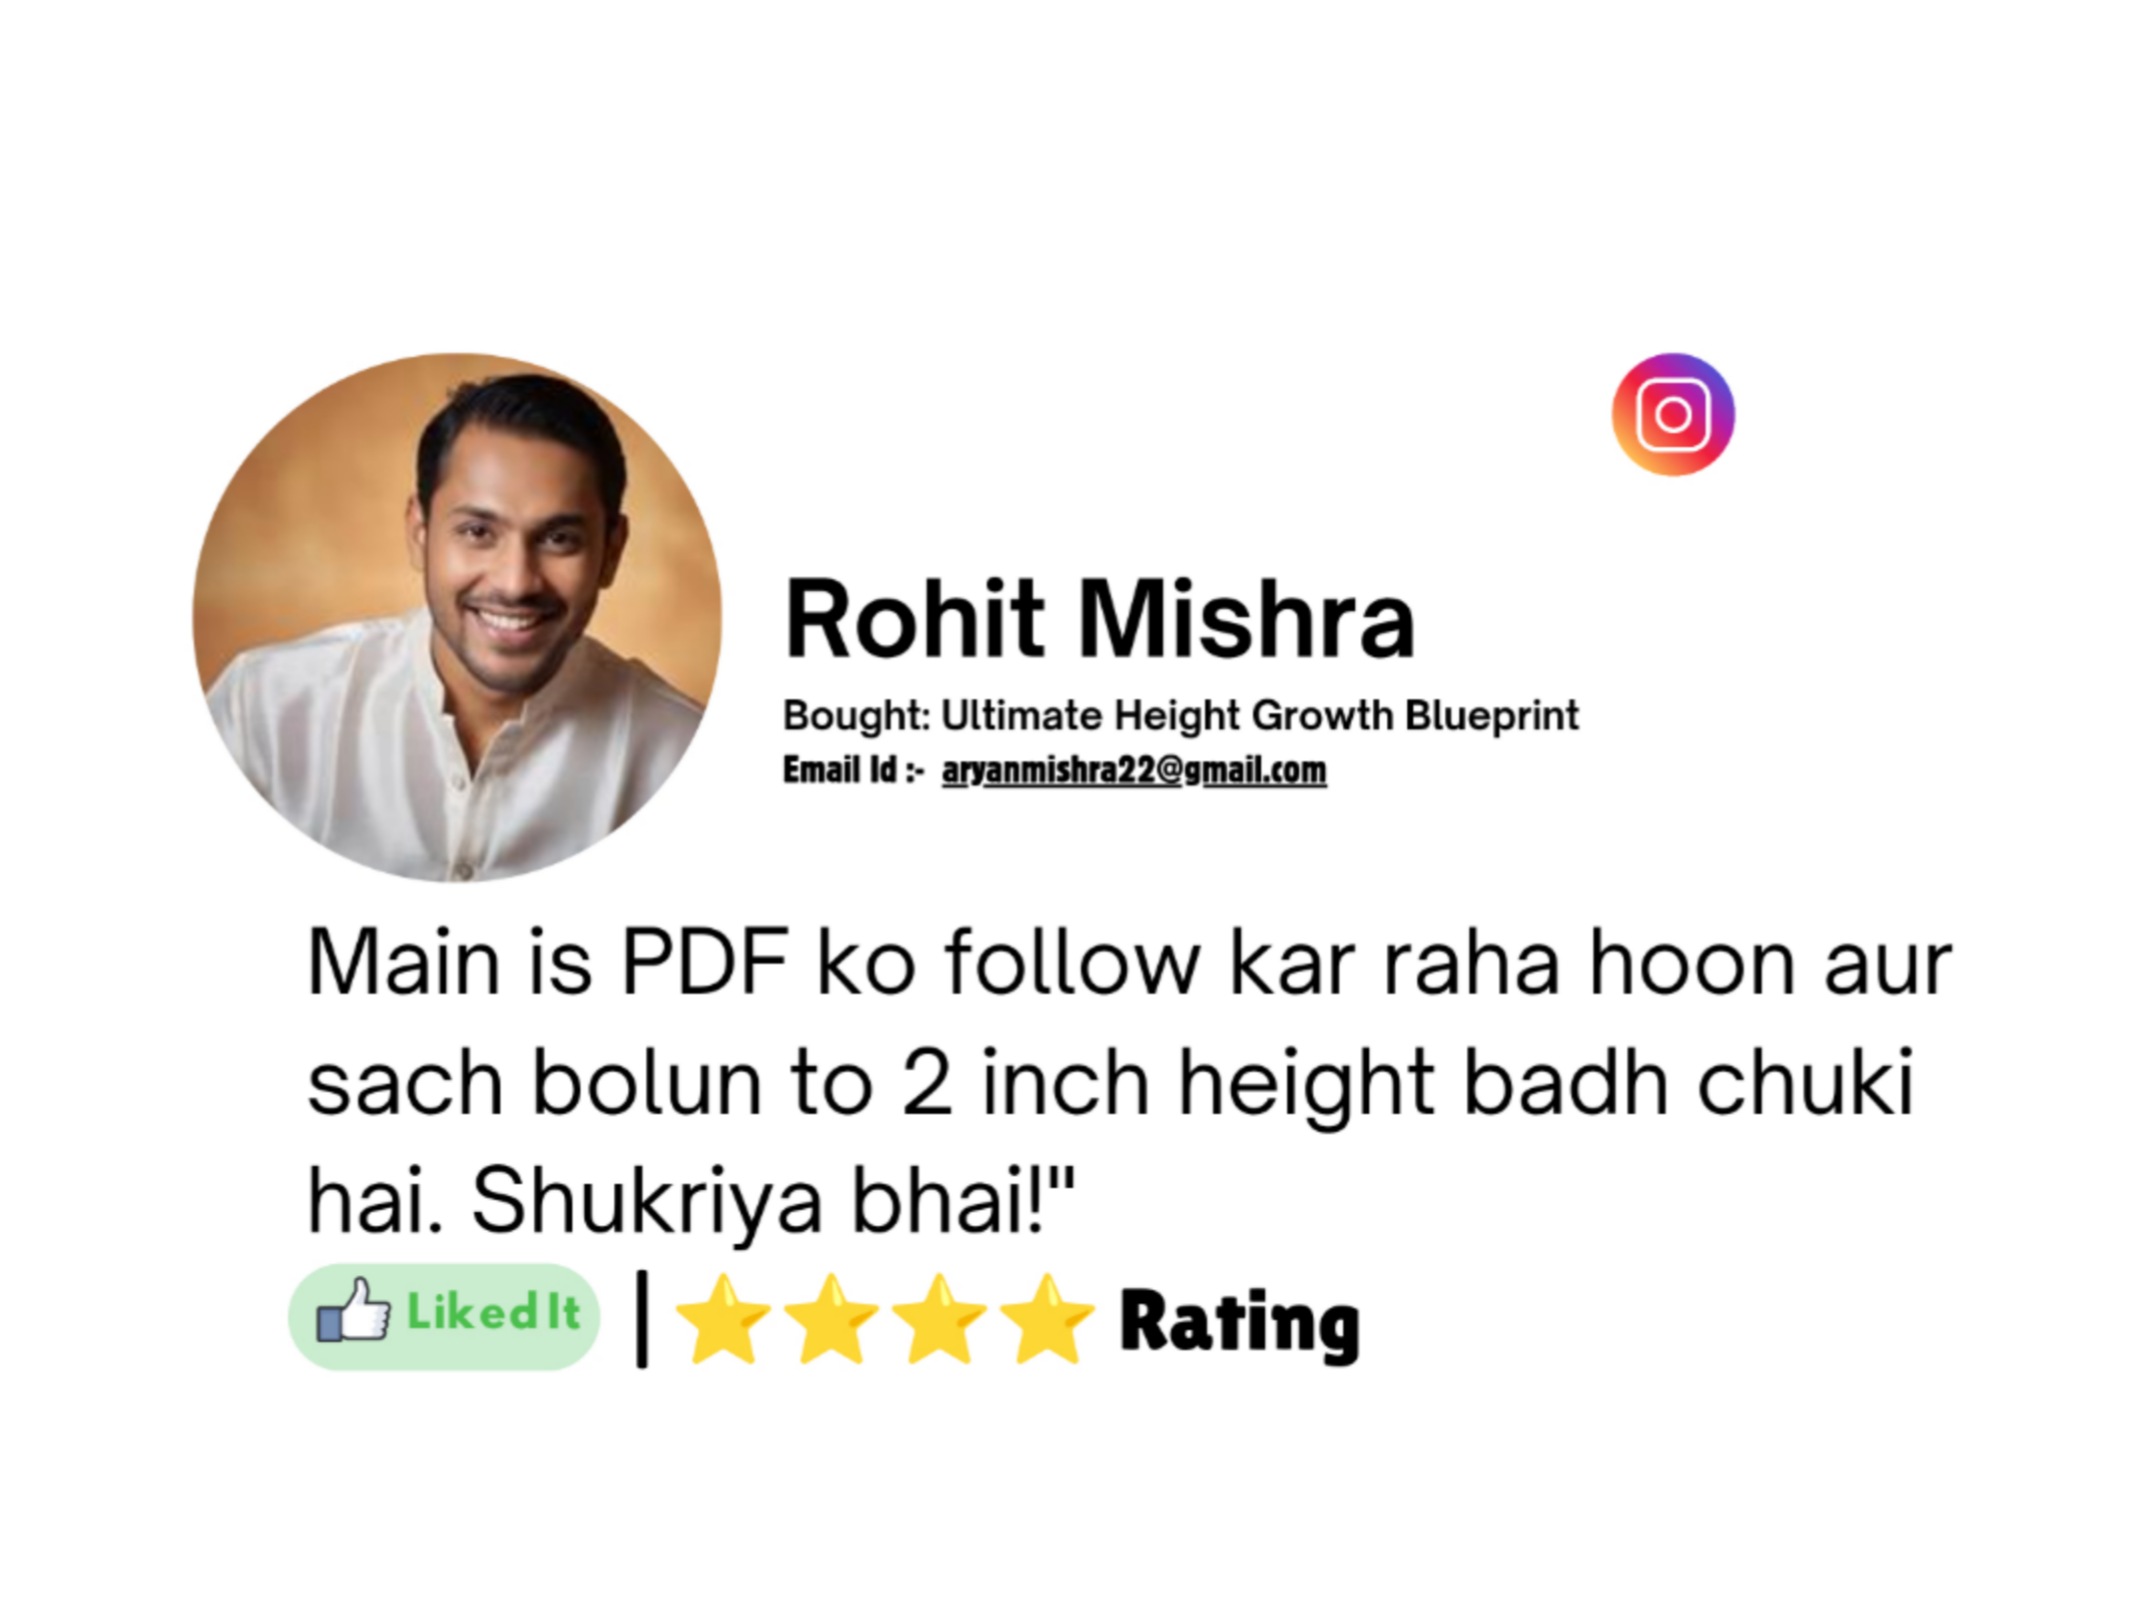 Rohit Mishra
Bought: Ultimate Height Growth Blueprint
Email Id :- aryanmishra22@gmail.com
Main is PDF ko follow kar raha hoon aur
sach bolun to 2 inch height badh chuki
hai. Shukriya bhai!"
Liked It | ⭐⭐⭐⭐ Rating